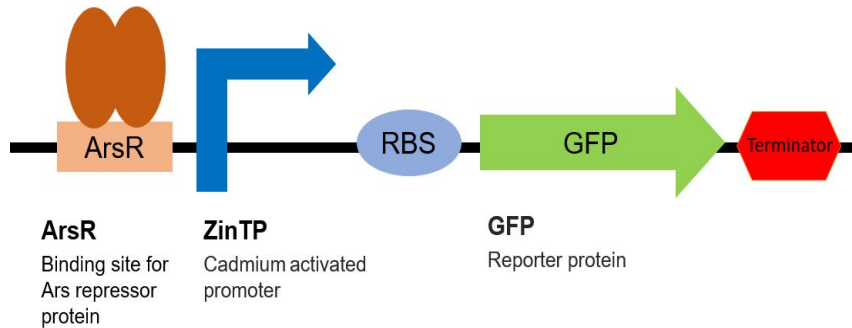 ArsR
RBS
GFP
Terminator
ArsR
Binding site for
Ars repressor
protein
ZinTP
Cadmium activated
promoter
GFP
Reporter protein